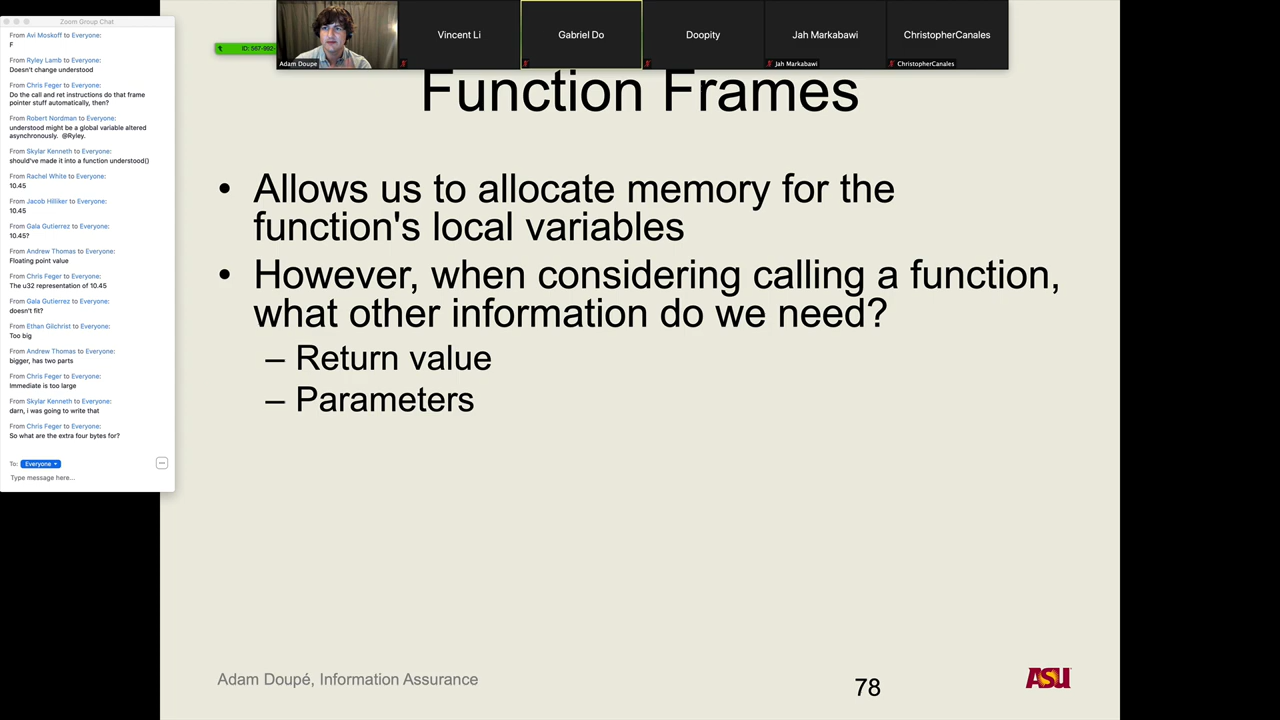 Zoom Group Chat
From Avi Moskoff to Everyone:
F
From Ryley Lamb to Everyone:
Doesn't change understood
From Chris Feger to Everyone:
Do the call and ret instructions do that frame
pointer stuff automatically, then?
From Robert Nordman to Everyone:
understood might be a global variable altered
asynchronously. @Ryley.
From Skylar Kenneth to Everyone:
should've made it into a function understood()
From Rachel White to Everyone:
10.45
From Jacob Hilliker to Everyone:
10.45
From Gala Gutierrez to Everyone:
10.45?
From Andrew Thomas to Everyone:
Floating point value
From Chris Feger to Everyone:
The u32 representation of 10.45
From Gala Gutierrez to Everyone:
doesn't fit?
From Ethan Gilchrist to Everyone:
Too big
From Andrew Thomas to Everyone:
bigger, has two parts
From Chris Feger to Everyone:
Immediate is too large
From Skylar Kenneth to Everyone:
darn, i was going to write that
From Chris Feger to Everyone:
So what are the extra four bytes for?
To: Everyone
Type message here...
ID: 567-992-
Adam Doupe
Vincent Li
Gabriel Do
Doopity
Jah Markabawi
Jah Markabawi
ChristopherCanales
ChristopherCanales
Function Frames
• Allows us to allocate memory for the
function's local variables
• However, when considering calling a function,
what other information do we need?
– Return value
– Parameters
Adam Doupé, Information Assurance
78
ASU